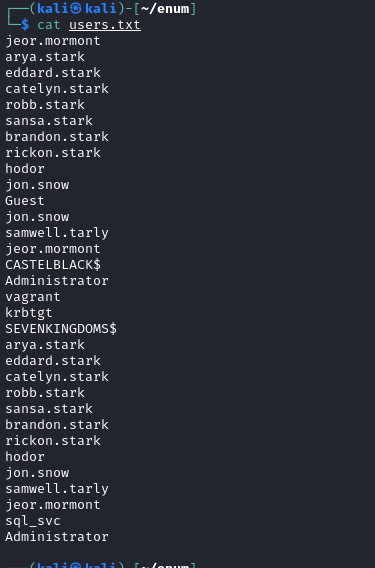 ┌──(kali㉿kali)-[~/enum]
└─$ cat users.txt
jeor.mormont
arya.stark
eddard.stark
catelyn.stark
robb.stark
sansa.stark
brandon.stark
rickon.stark
hodor
jon.snow
Guest
jon.snow
samwell.tarly
jeor.mormont
CASTELBLACK$
Administrator
vagrant
krbtgt
SEVENKINGDOMS$
arya.stark
eddard.stark
catelyn.stark
robb.stark
sansa.stark
brandon.stark
rickon.stark
hodor
jon.snow
samwell.tarly
jeor.mormont
sql_svc
Administrator
┌──(kali㉿kali)-[~/enum]